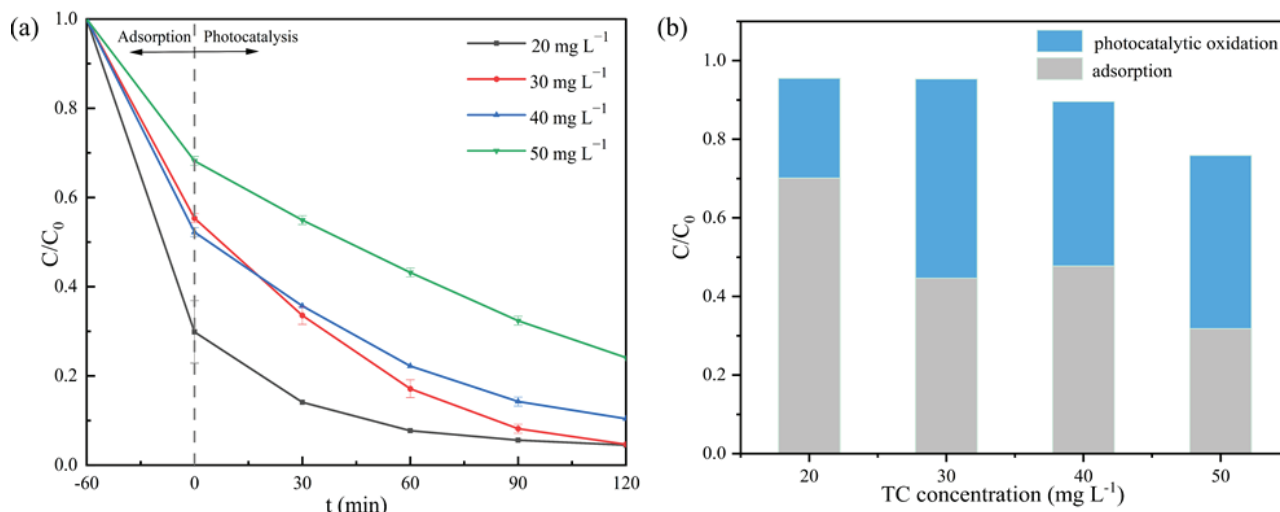 (a)
1.0
0.8
0.6
0.4
0.2
0.0
C/C₀
Adsorption
Photocatalysis
20 mg L⁻¹
30 mg L⁻¹
40 mg L⁻¹
50 mg L⁻¹
-60
0
30
60
90
120
t (min)
(b)
1.0
0.8
0.6
0.4
0.2
0.0
C/C₀
photocatalytic oxidation
adsorption
20
30
40
50
TC concentration (mg L⁻¹)